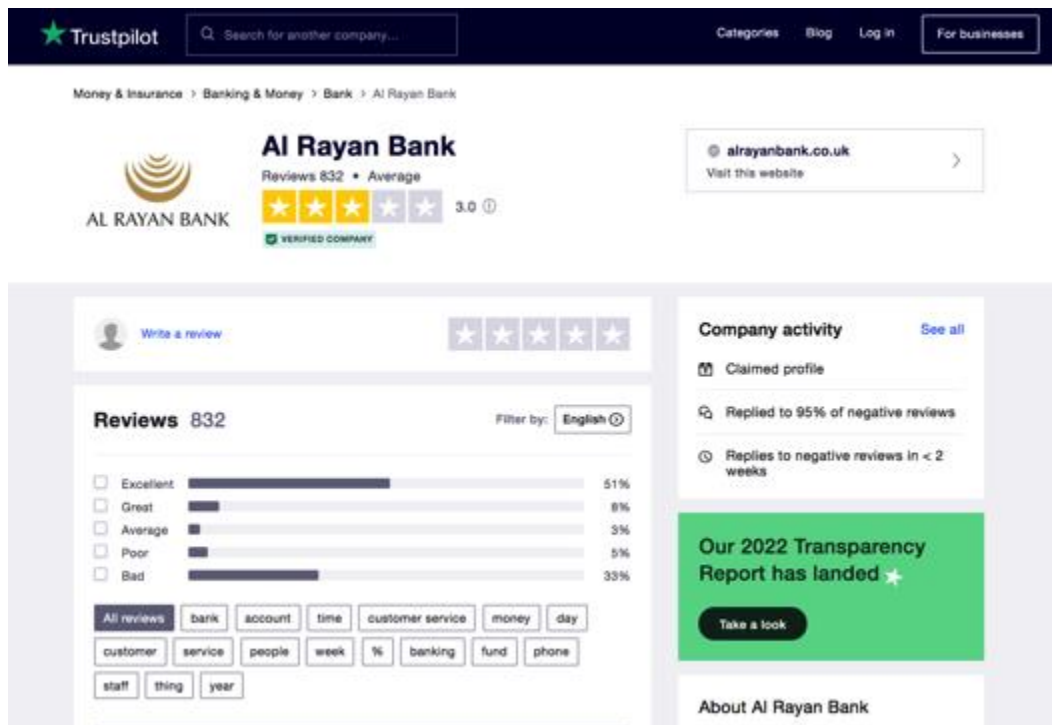 Trustpilot
Search for another company...
Categories Blog Log in For businesses
Money & Insurance > Banking & Money > Bank > Al Rayan Bank
AL RAYAN BANK
Al Rayan Bank
Reviews 832 • Average
3.0
VERIFIED COMPANY
alrayanbank.co.uk
Visit this website
Write a review
Reviews 832
Filter by: English
Excellent 51%
Great 8%
Average 3%
Poor 5%
Bad 33%
All reviews bank account time customer service money day
customer service people week % banking fund phone
staff thing year
Company activity See all
Claimed profile
Replied to 95% of negative reviews
Replies to negative reviews in < 2
weeks
Our 2022 Transparency
Report has landed
Take a look
About Al Rayan Bank